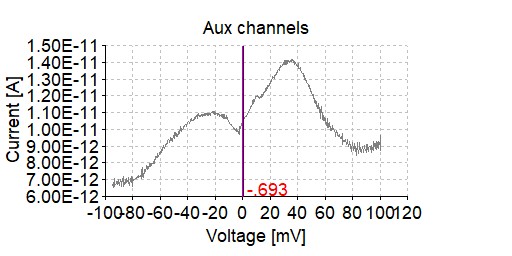 Aux channels
1.50E-11
1.40E-11
1.30E-11
1.20E-11
1.10E-11
1.00E-11
9.00E-12
8.00E-12
7.00E-12
6.00E-12
Current [A]
-.693
-100 -80 -60 -40 -20 0 20 40 60 80 100 120
Voltage [mV]